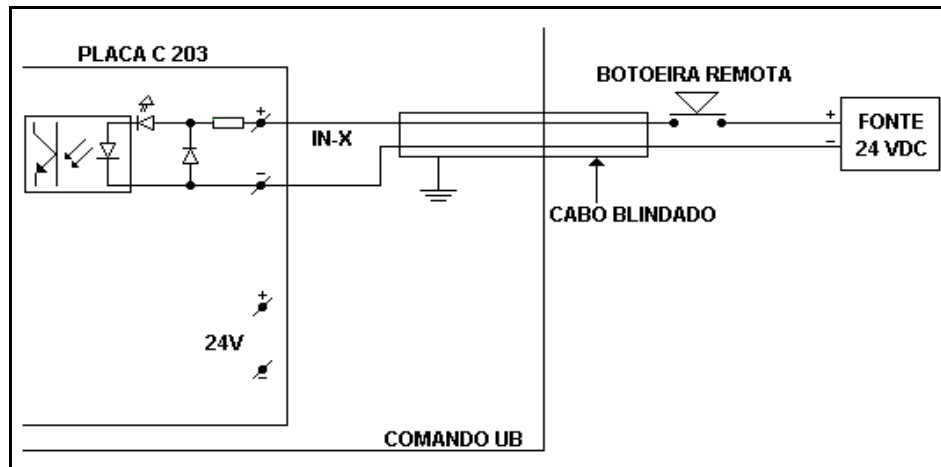 PLACA C 203
BOTOEIRA REMOTA
+
IN-X
+
-
FONTE
24 VDC
-
CABO BLINDADO
+
24V
-
COMANDO UB